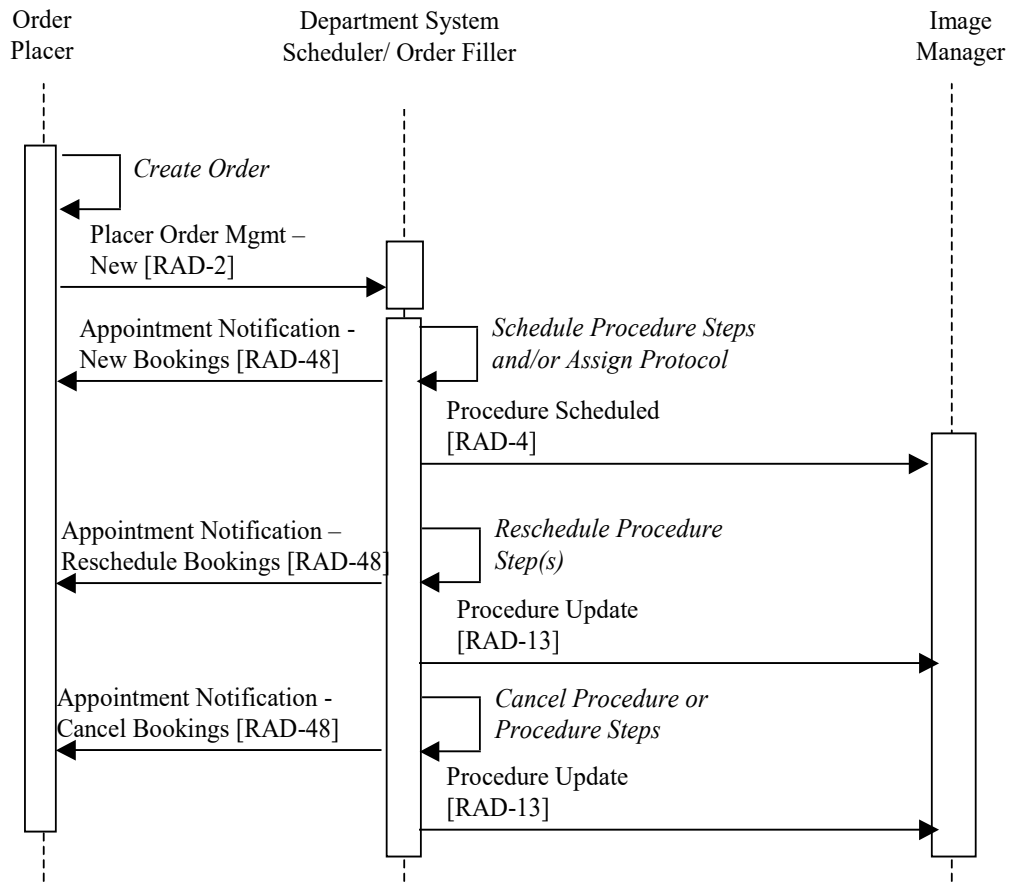 Order
Placer
Department System
Scheduler/ Order Filler
Image
Manager
Create Order
Placer Order Mgmt –
New [RAD-2]
Appointment Notification -
New Bookings [RAD-48]
Schedule Procedure Steps
and/or Assign Protocol
Procedure Scheduled
[RAD-4]
Appointment Notification –
Reschedule Bookings [RAD-48]
Reschedule Procedure
Step(s)
Procedure Update
[RAD-13]
Appointment Notification -
Cancel Bookings [RAD-48]
Cancel Procedure or
Procedure Steps
Procedure Update
[RAD-13]